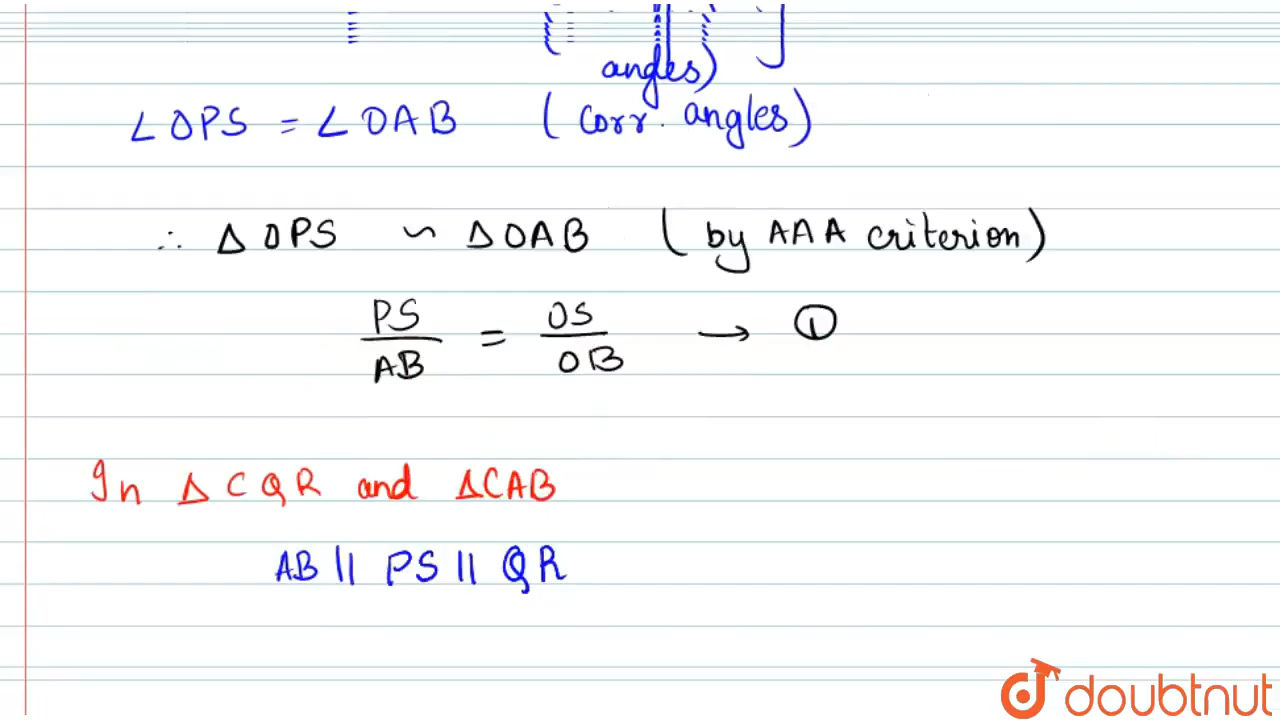 angles)
∠OPS = ∠OAB (Corr. angles)
∴ ΔOPS ∽ ΔOAB (by AAA criterion)
PS/AB = OS/OB → ①
In ΔCQR and ΔCAB
AB || PS || QR
doubtnut